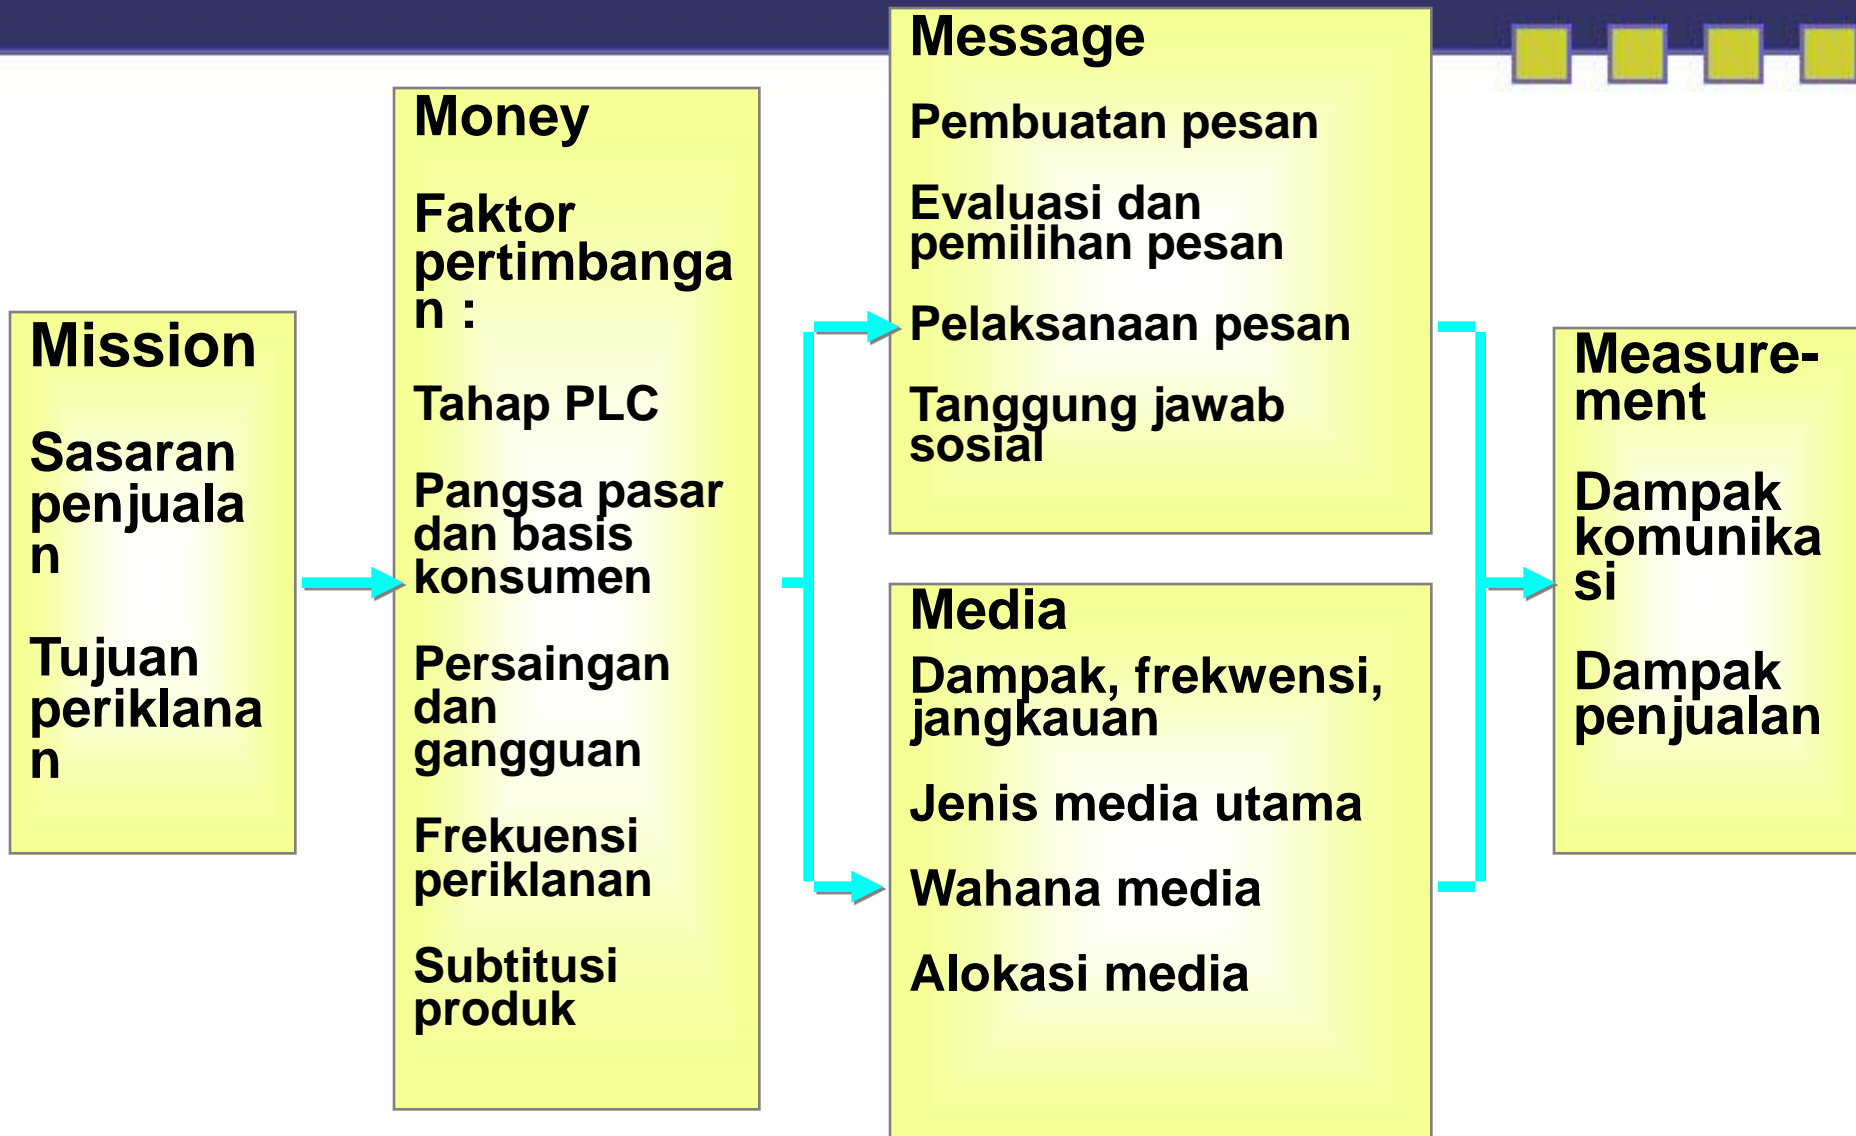 Mission
Sasaran
penjuala
n
Tujuan
periklana
n
Money
Faktor
pertimbanga
n :
Tahap PLC
Pangsa pasar
dan basis
konsumen
Persaingan
dan
gangguan
Frekuensi
periklanan
Subtitusi
produk
Message
Pembuatan pesan
Evaluasi dan
pemilihan pesan
Pelaksanaan pesan
Tanggung jawab
sosial
Media
Dampak, frekwensi,
jangkauan
Jenis media utama
Wahana media
Alokasi media
Measure-
ment
Dampak
komunika
si
Dampak
penjualan